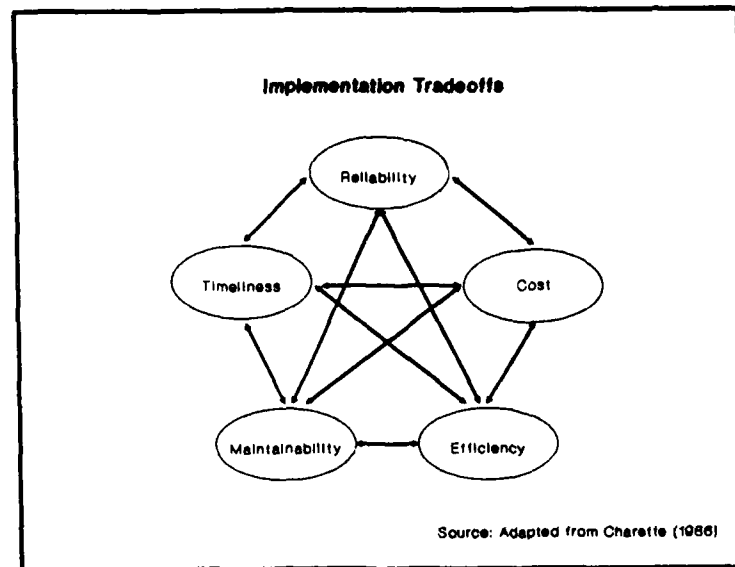 Implementation Tradeoffs
Reliability
Timeliness
Cost
Maintainability
Efficiency
Source: Adapted from Charette (1986)